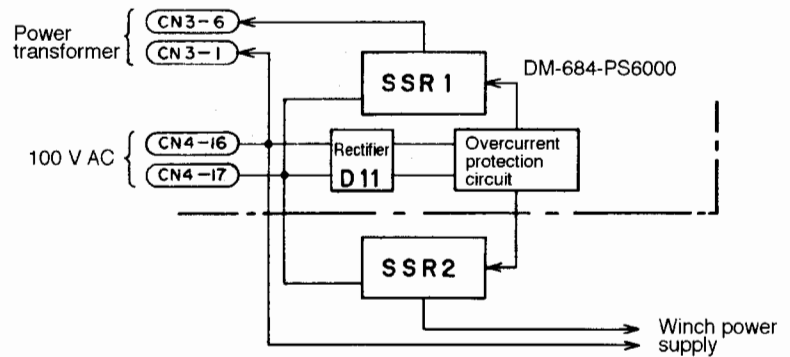 Power
transformer
CN3-6
CN3-1
SSR1
DM-684-PS6000
100 V AC
CN4-16
CN4-17
Rectifier
D11
Overcurrent
protection
circuit
SSR2
Winch power
supply